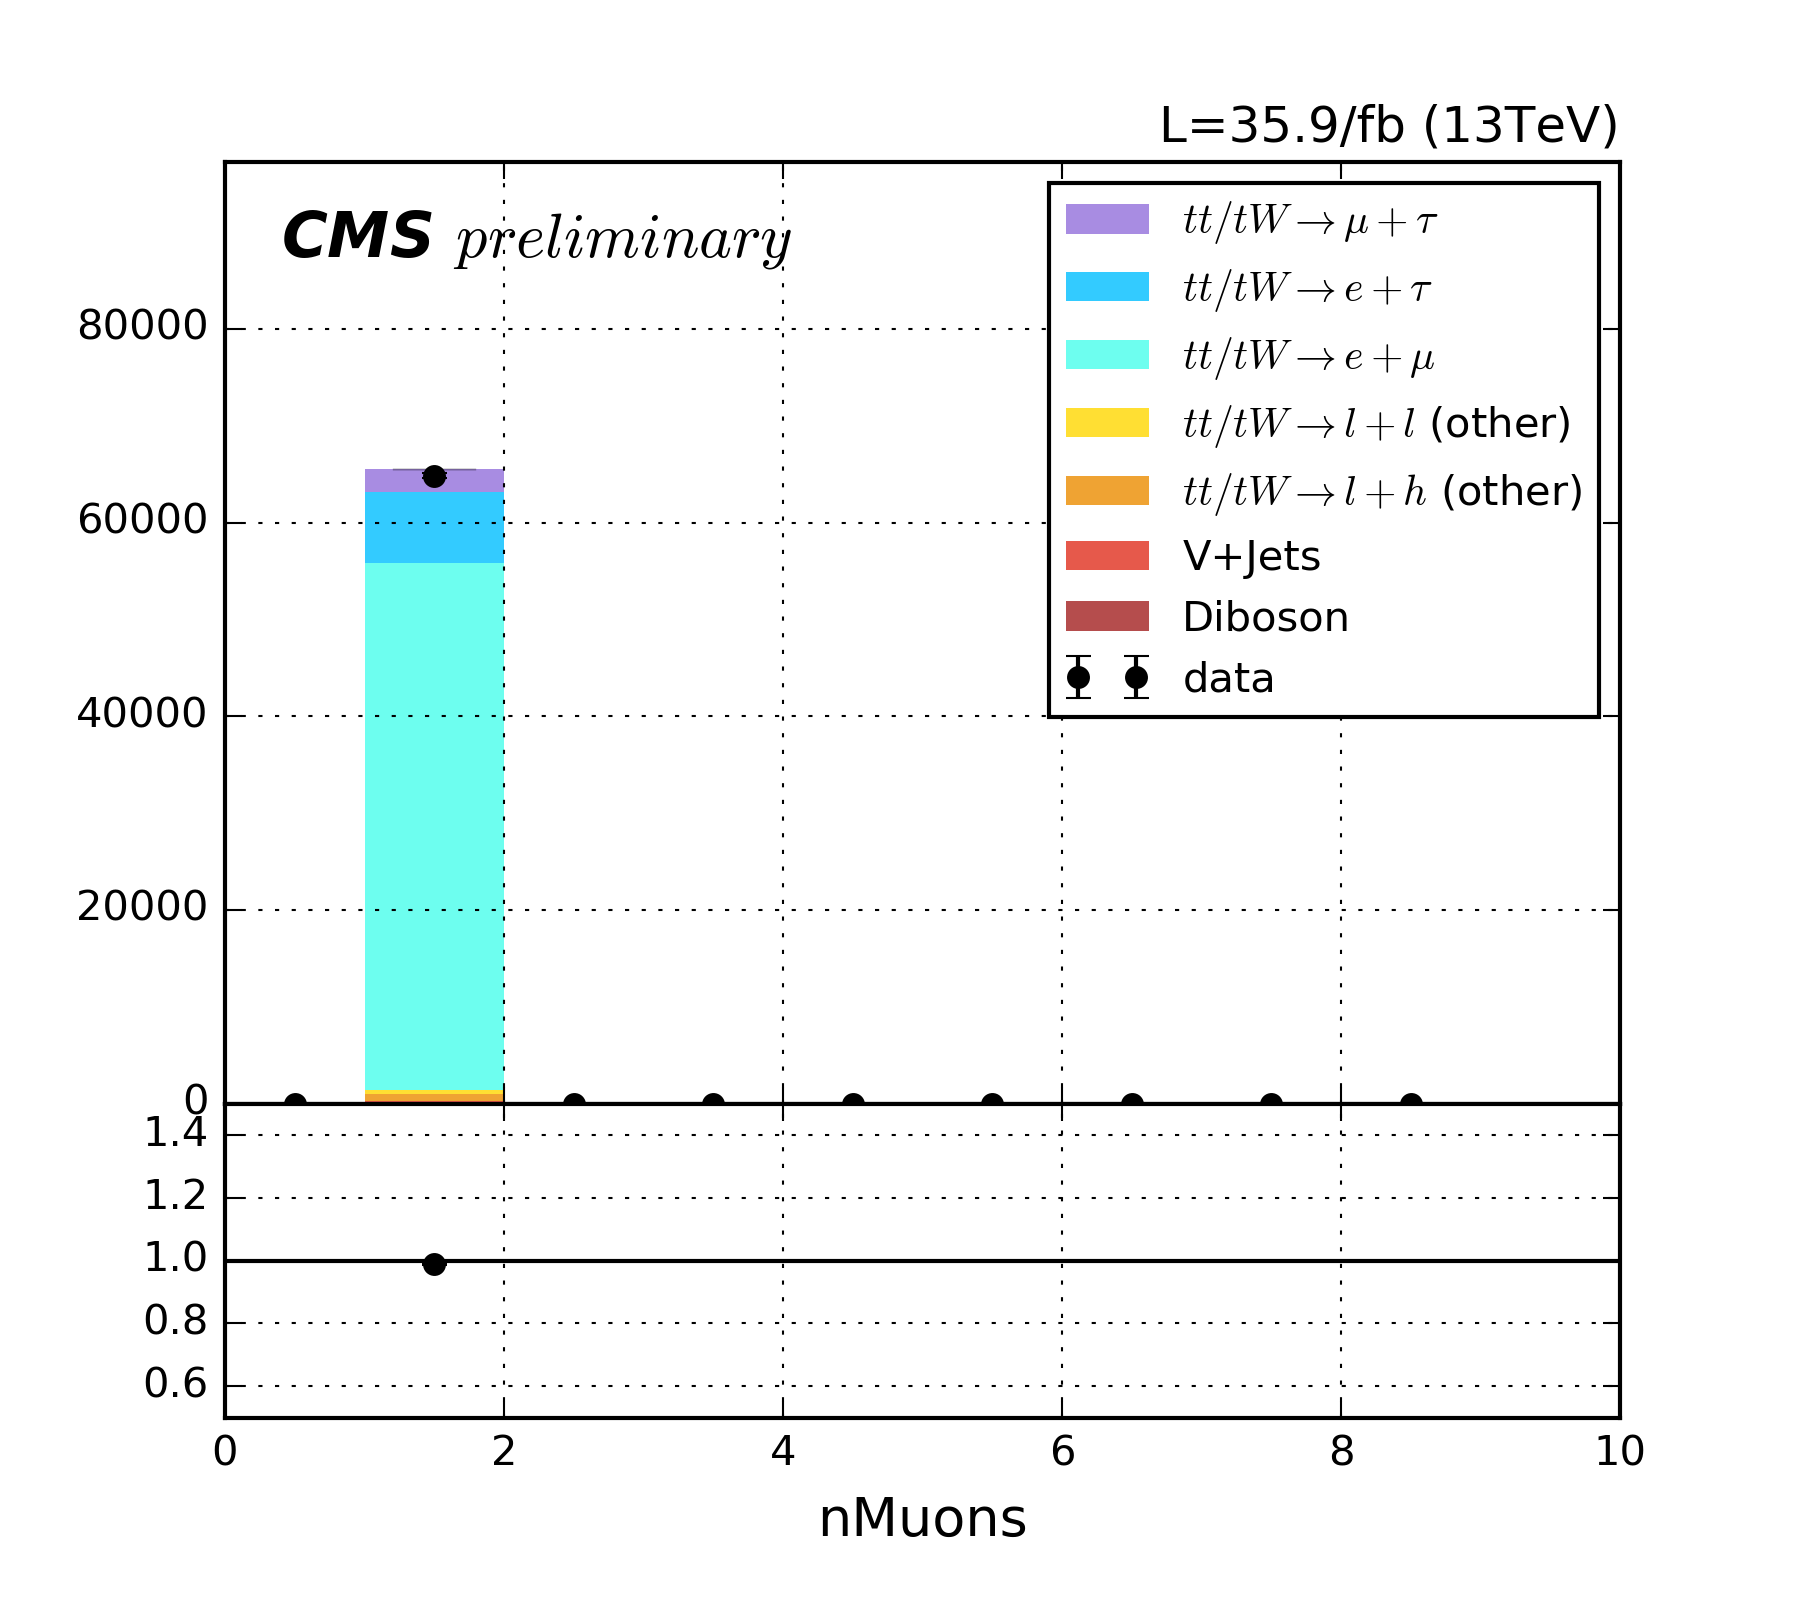 L=35.9/fb (13TeV)
CMS preliminary
tt/tW→μ+τ
tt/tW→e+τ
tt/tW→e+μ
tt/tW→l+l (other)
tt/tW→l+h (other)
V+Jets
Diboson
data
80000
60000
40000
20000
0
1.4
1.2
1.0
0.8
0.6
0 2 4 6 8 10
nMuons